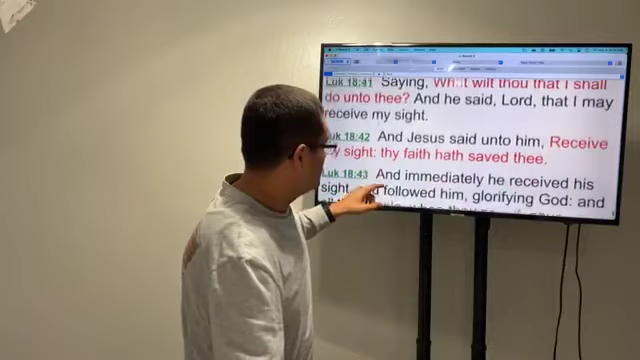 Luk 18:41 Saying, What wilt thou that I shall
do unto thee? And he said, Lord, that I may
receive my sight.
Luk 18:42 And Jesus said unto him, Receive
sight: thy faith hath saved thee.
Luk 18:43 And immediately he received his
sight, followed him, glorifying God: and